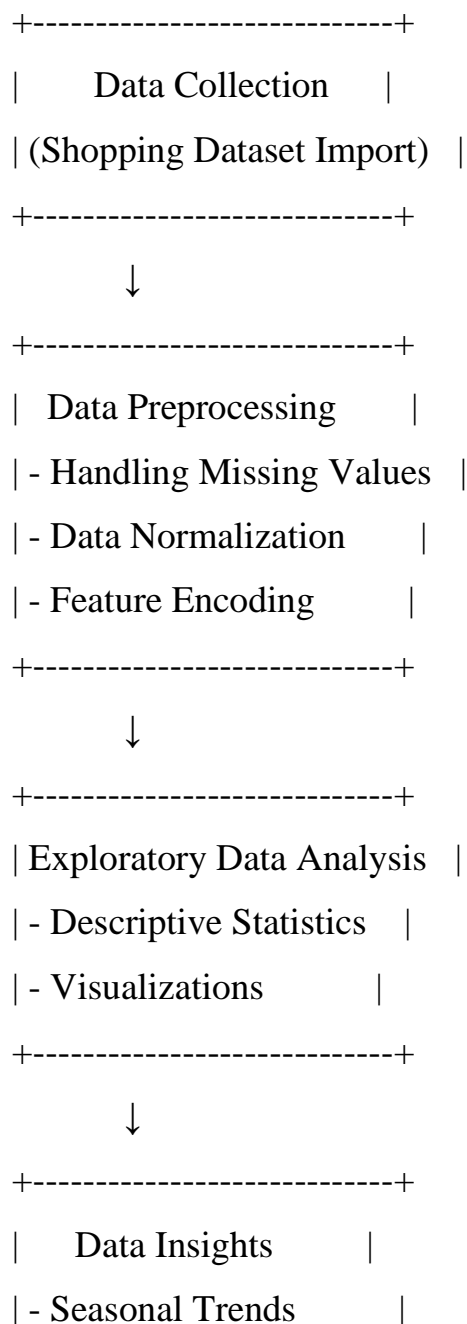 +-----------------------------+
| Data Collection |
| (Shopping Dataset Import) |
+-----------------------------+
↓
+-----------------------------+
| Data Preprocessing |
| - Handling Missing Values |
| - Data Normalization |
| - Feature Encoding |
+-----------------------------+
↓
+-----------------------------+
| Exploratory Data Analysis |
| - Descriptive Statistics |
| - Visualizations |
+-----------------------------+
↓
+-----------------------------+
| Data Insights |
| - Seasonal Trends |